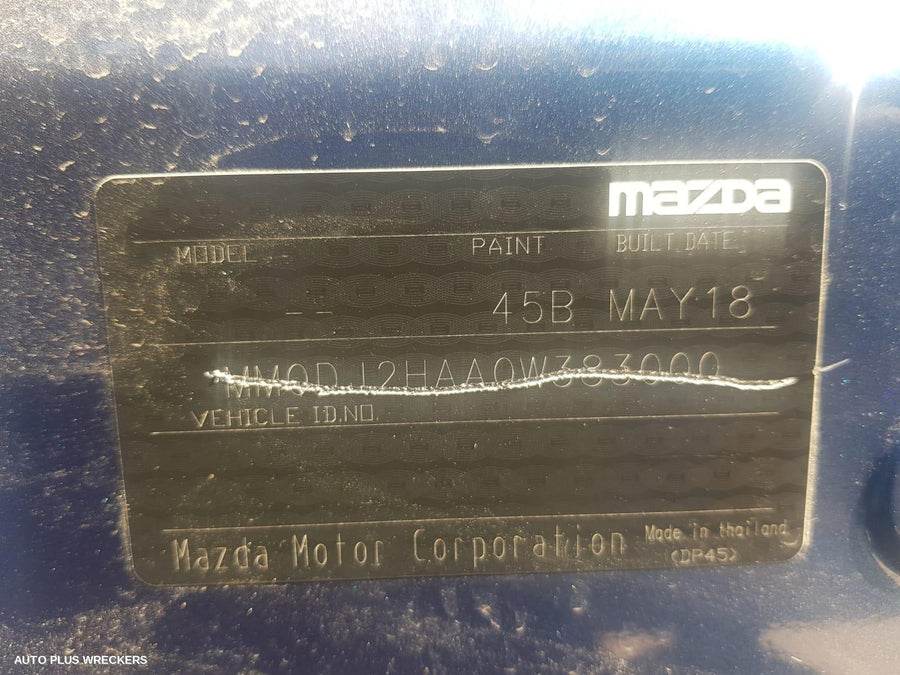 mazda
MODEL PAINT BUILT DATE
-- 45B MAY18
MM0DJ2HAA0W383000
VEHICLE ID.NO.
Mazda Motor Corporation Made in thailand
<DP45>
AUTO PLUS WRECKERS